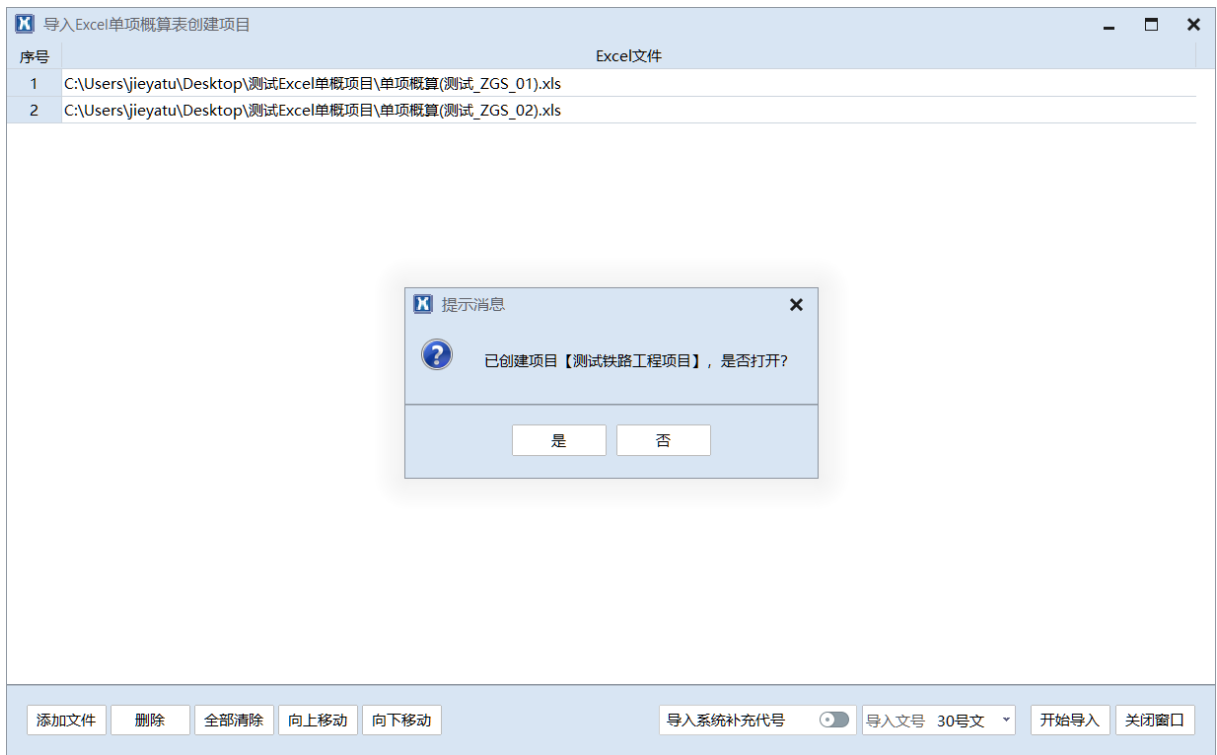 导入Excel单项概算表创建项目
序号 Excel文件
1 C:\Users\jieyatu\Desktop\测试Excel单概项目\单项概算(测试_ZGS_01).xls
2 C:\Users\jieyatu\Desktop\测试Excel单概项目\单项概算(测试_ZGS_02).xls
提示消息
已创建项目【测试铁路工程项目】，是否打开?
是 否
添加文件 删除 全部清除 向上移动 向下移动 导入系统补充代号 导入文号 30号文 开始导入 关闭窗口